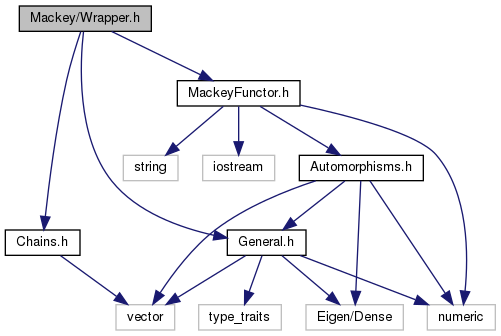 Mackey/Wrapper.h
MackeyFunctor.h
string
iostream
Automorphisms.h
Chains.h
General.h
vector
type_traits
Eigen/Dense
numeric